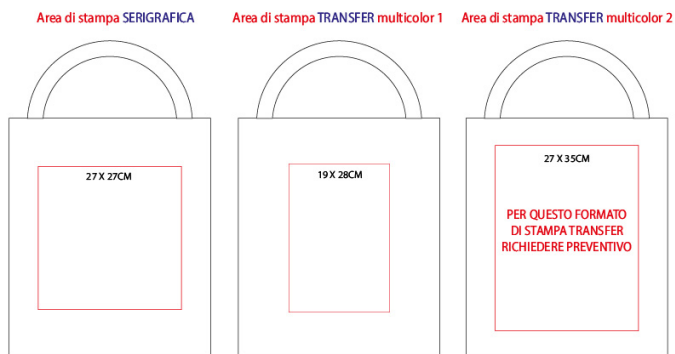 Area di stampa SERIGRAFICA
Area di stampa TRANSFER multicolor 1
Area di stampa TRANSFER multicolor 2
27 X 27CM
19 X 28CM
27 X 35CM
PER QUESTO FORMATO
DI STAMPA TRANSFER
RICHIEDERE PREVENTIVO